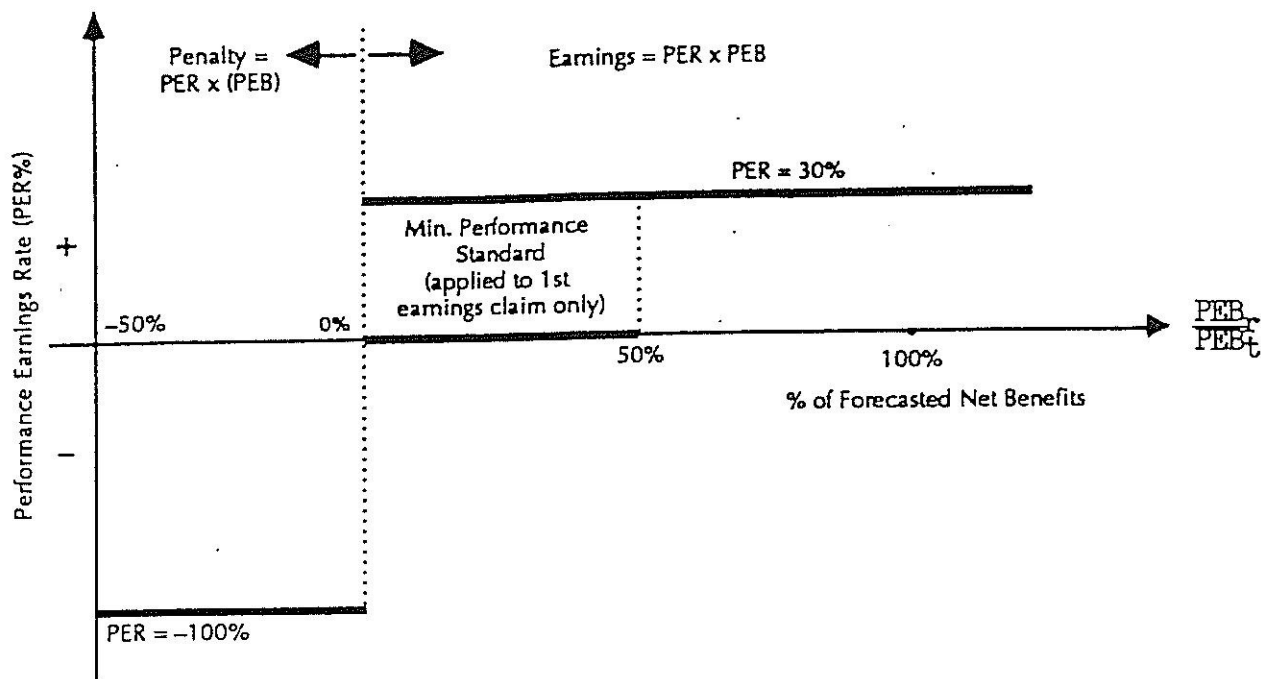 Penalty =
PER x (PEB)
Earnings = PER x PEB
PER = 30%
Performance Earnings Rate (PER%)
+
−
Min. Performance
Standard
(applied to 1st
earnings claim only)
−50%
0%
50%
100%
PEBr
PEBf
% of Forecasted Net Benefits
PER = −100%